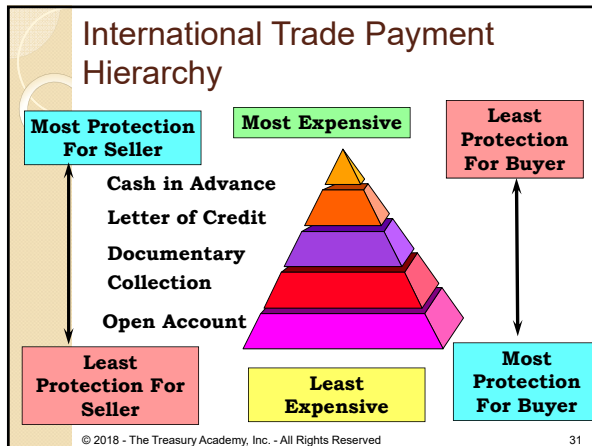 International Trade Payment
Hierarchy
Most Protection
For Seller
Most Expensive
Least
Protection
For Buyer
Cash in Advance
Letter of Credit
Documentary
Collection
Open Account
Least
Protection For
Seller
Least
Expensive
Most
Protection
For Buyer
© 2018 - The Treasury Academy, Inc. - All Rights Reserved
31